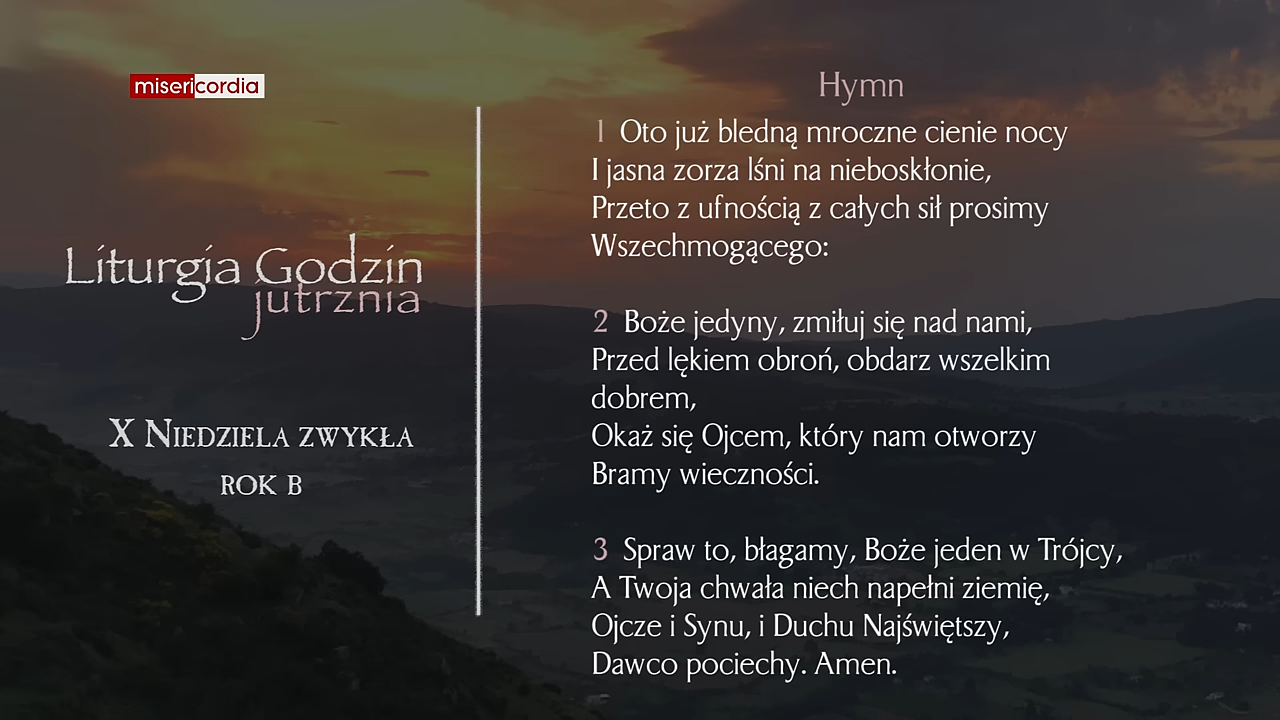 misericordia
Liturgia Godzin
jutrznia
X Niedziela zwykła
rok B
Hymn
1 Oto już bledną mroczne cienie nocy
I jasna zorza lśni na nieboskłonie,
Przeto z ufnością z całych sił prosimy
Wszechmogącego:
2 Boże jedyny, zmiłuj się nad nami,
Przed lękiem obroń, obdarz wszelkim
dobrem,
Okaż się Ojcem, który nam otworzy
Bramy wieczności.
3 Spraw to, błagamy, Boże jeden w Trójcy,
A Twoja chwała niech napełni ziemię,
Ojcze i Synu, i Duchu Najświętszy,
Dawco pociechy. Amen.